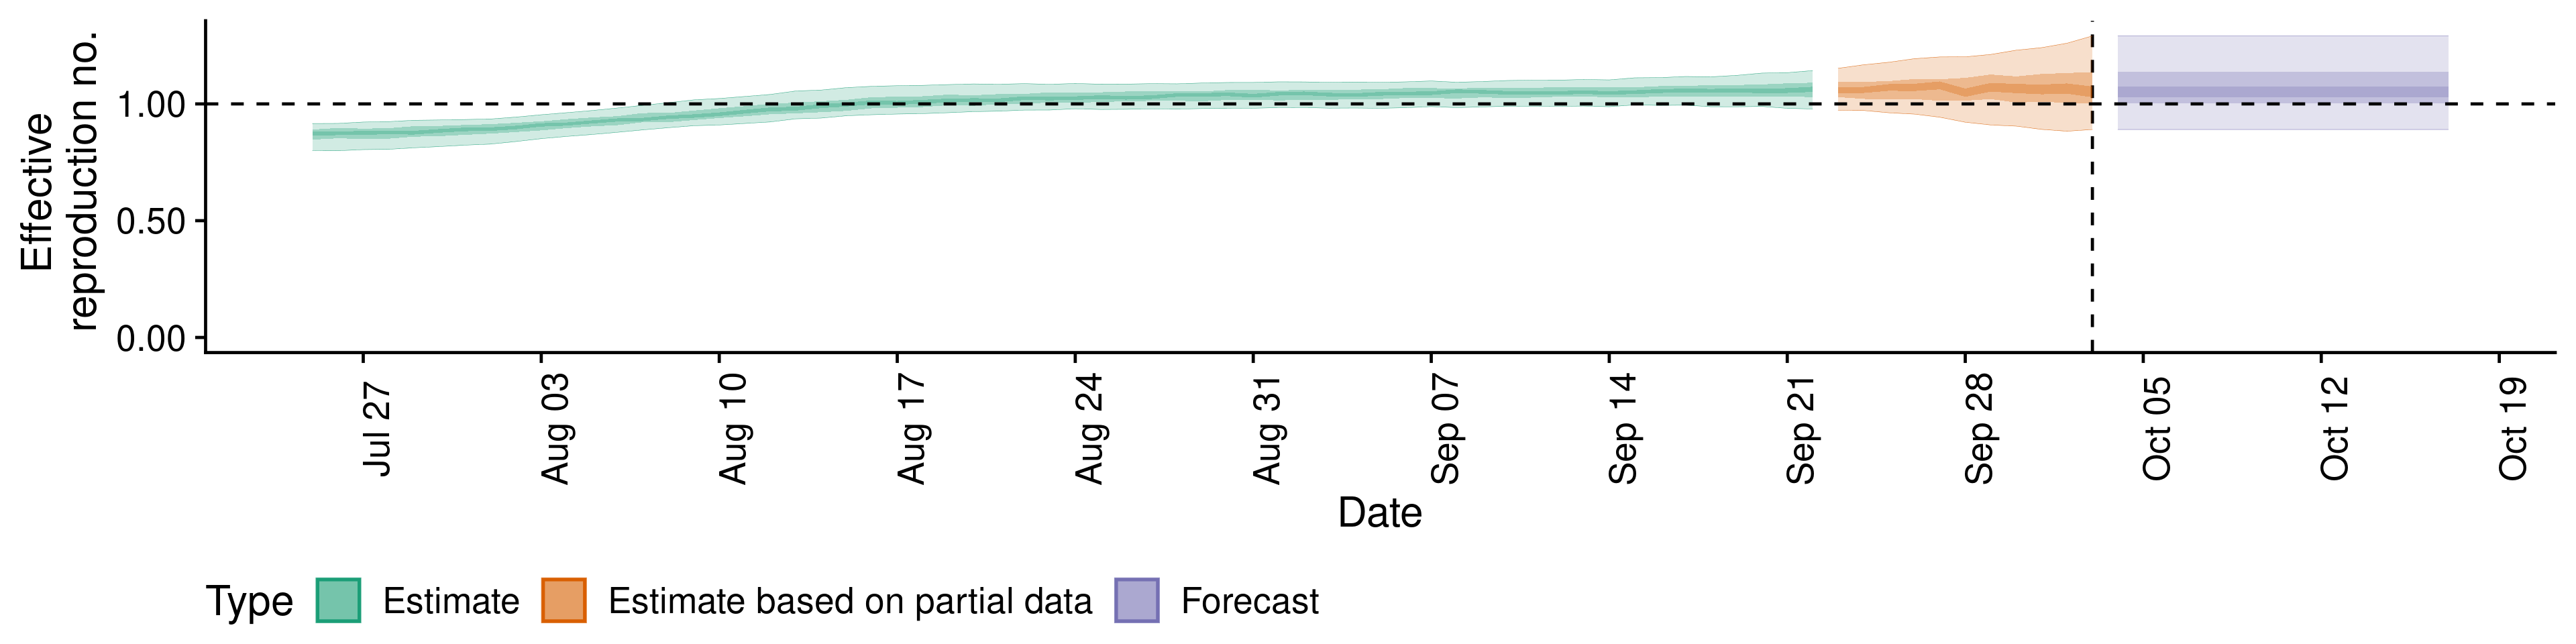 Effective
reproduction no.
1.00
0.50
0.00
Jul 27
Aug 03
Aug 10
Aug 17
Aug 24
Aug 31
Sep 07
Sep 14
Sep 21
Sep 28
Oct 05
Oct 12
Oct 19
Date
Type Estimate Estimate based on partial data Forecast